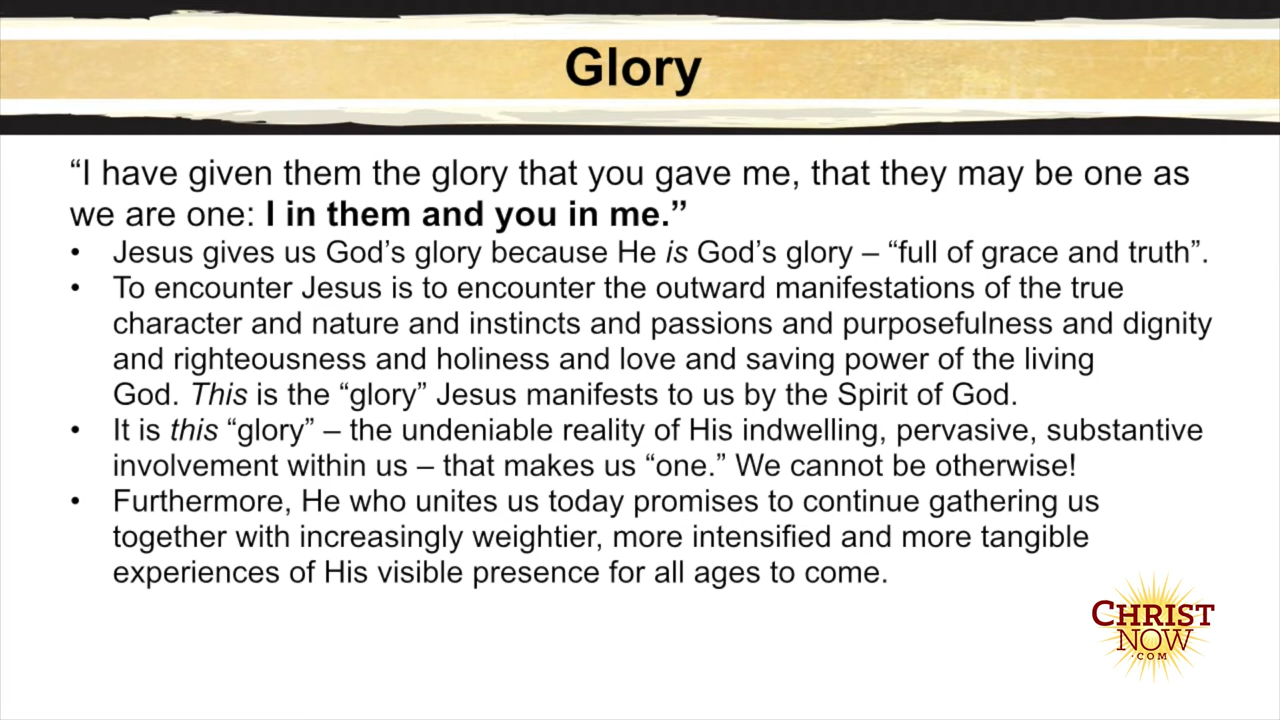 Glory
“I have given them the glory that you gave me, that they may be one as
we are one: I in them and you in me.”
• Jesus gives us God’s glory because He is God’s glory – “full of grace and truth”.
• To encounter Jesus is to encounter the outward manifestations of the true
character and nature and instincts and passions and purposefulness and dignity
and righteousness and holiness and love and saving power of the living
God. This is the “glory” Jesus manifests to us by the Spirit of God.
• It is this “glory” – the undeniable reality of His indwelling, pervasive, substantive
involvement within us – that makes us “one.” We cannot be otherwise!
• Furthermore, He who unites us today promises to continue gathering us
together with increasingly weightier, more intensified and more tangible
experiences of His visible presence for all ages to come.
CHRIST
NOW
.COM